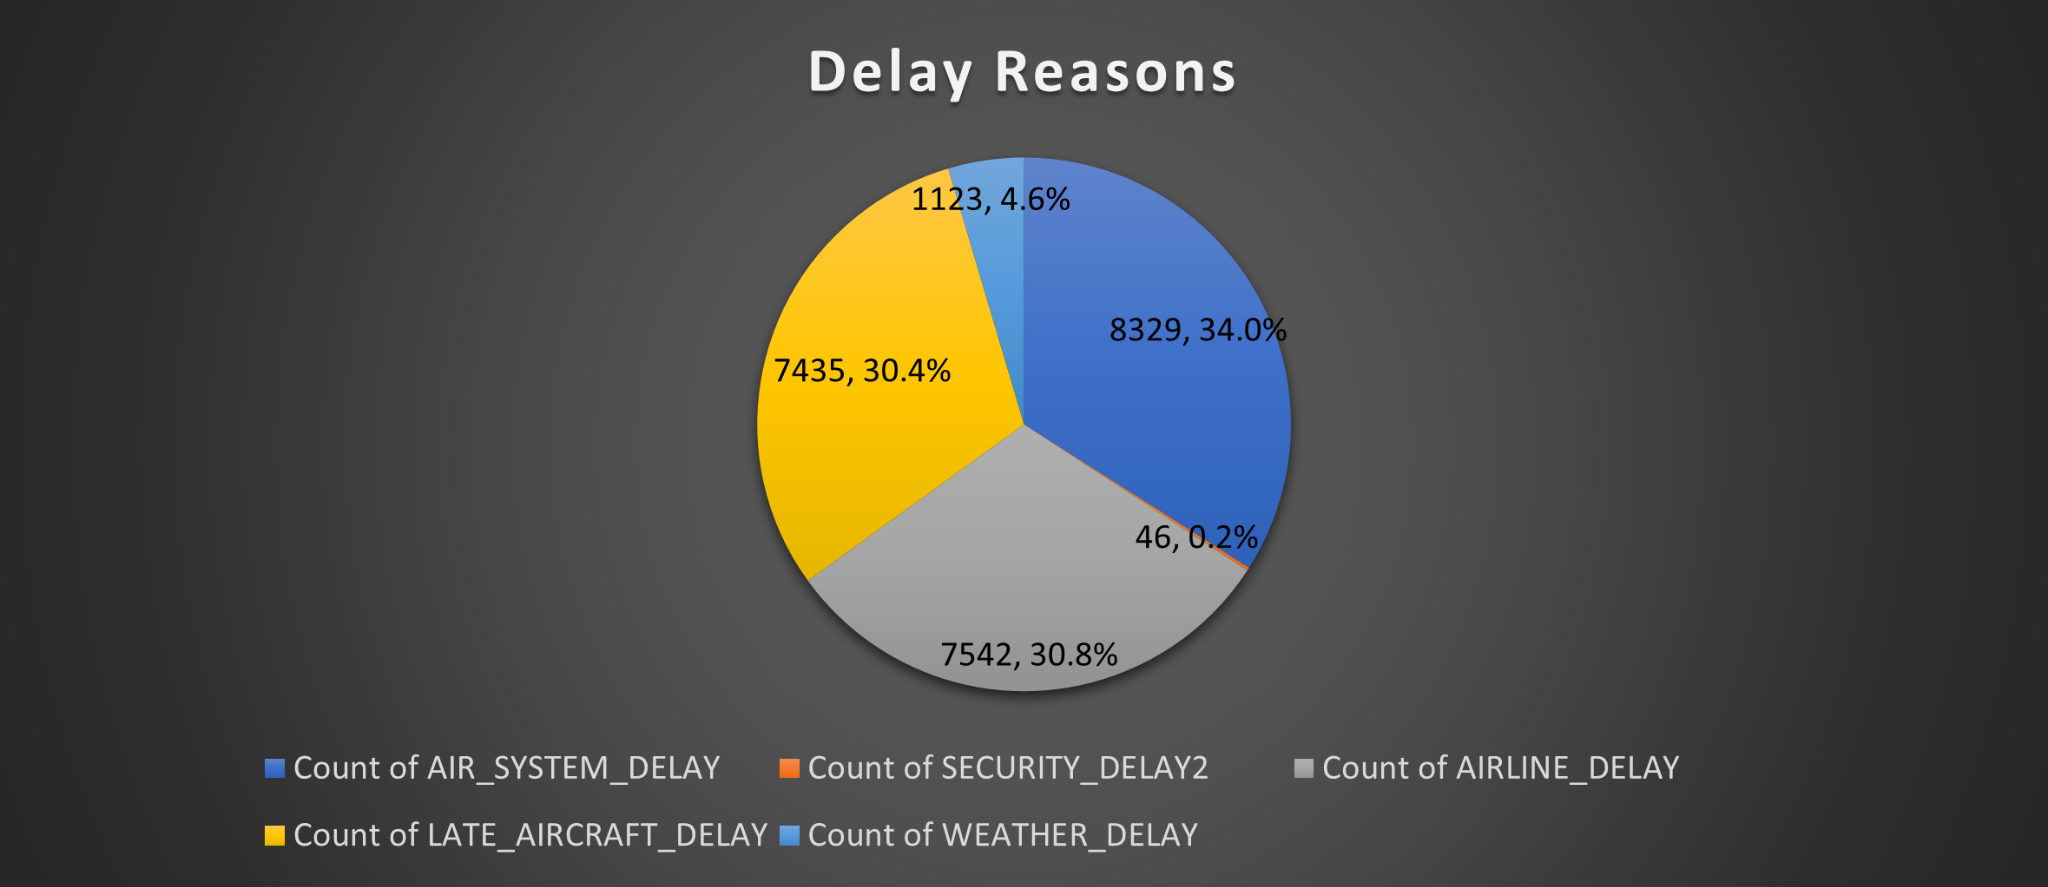 Delay Reasons
1123, 4.6%
8329, 34.0%
7435, 30.4%
46, 0.2%
7542, 30.8%
Count of AIR_SYSTEM_DELAY
Count of SECURITY_DELAY2
Count of AIRLINE_DELAY
Count of LATE_AIRCRAFT_DELAY
Count of WEATHER_DELAY